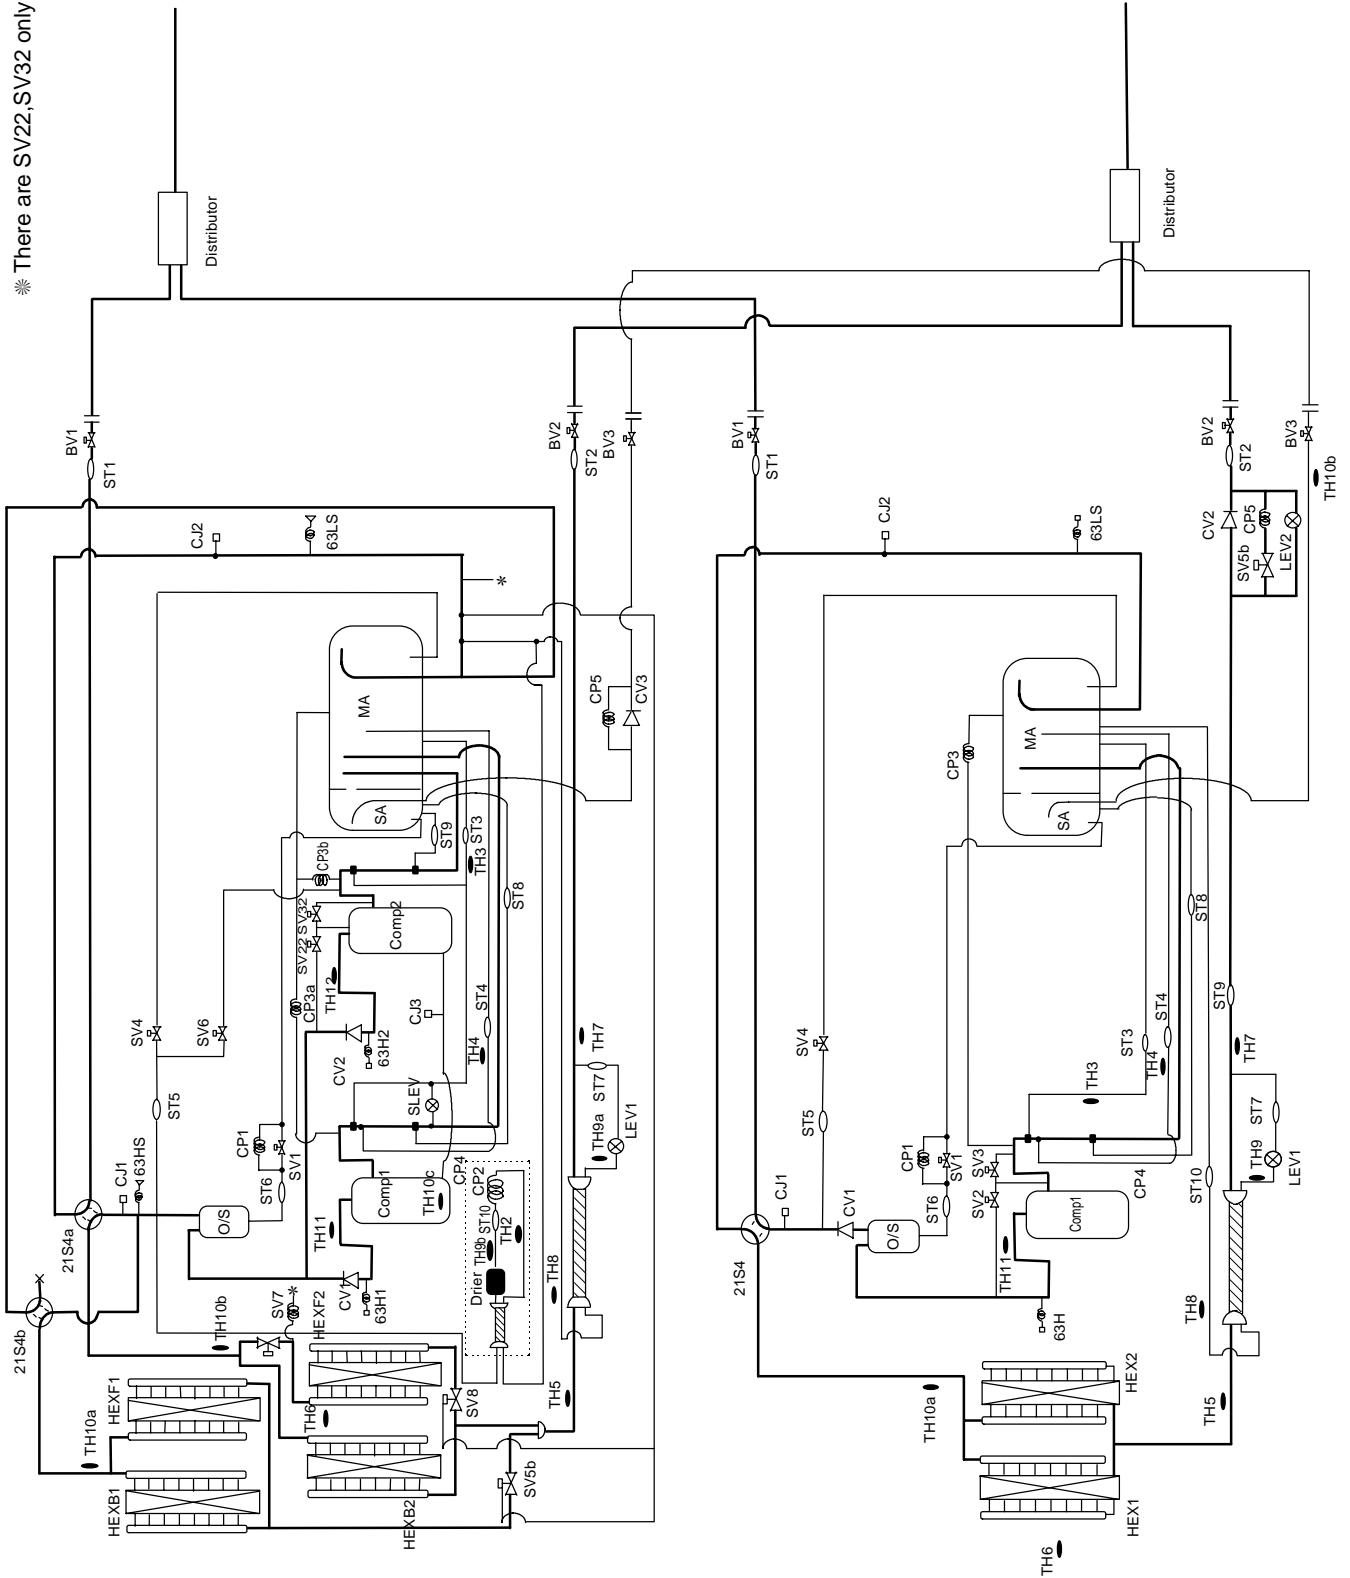 ※ There are SV22,SV32 only
Distributor
Distributor
BV1
ST1
BV2
ST2
BV3
BV1
ST1
BV2
ST2
BV3
TH10b
CJ2
63LS
*
CJ2
63LS
CV2
CP5
SV5b
LEV2
MA
SA
CP5
CV3
CP3
MA
SA
ST9
ST3
TH3
CP3b
ST8
SV22 SV32
Comp2
TH12
CP3a
CJ3
ST4
TH4
SV4
SV6
CV2
63H2
TH7
ST7
SLEV
TH9a
LEV1
ST5
CP1
SV1
ST6
CJ1
63HS
O/S
21S4a
21S4b
TH11
Comp1
TH10c
CP4
CP2
ST10
TH9b
TH2
Drier
TH8
CV1
63H1
SV7
*
HEXF2
TH10b
HEXF1
TH10a
HEXB1
TH6
HEXB2
SV8
SV5b
TH5
SV4
ST5
CP1
SV1
ST6
CJ1
CV1
O/S
21S4
ST8
ST9
ST3
ST4
TH4
TH3
TH7
ST7
TH9
LEV1
ST10
SV3
SV2
CP4
Comp1
TH11
63H
TH8
TH10a
HEX2
HEX1
TH5
TH6